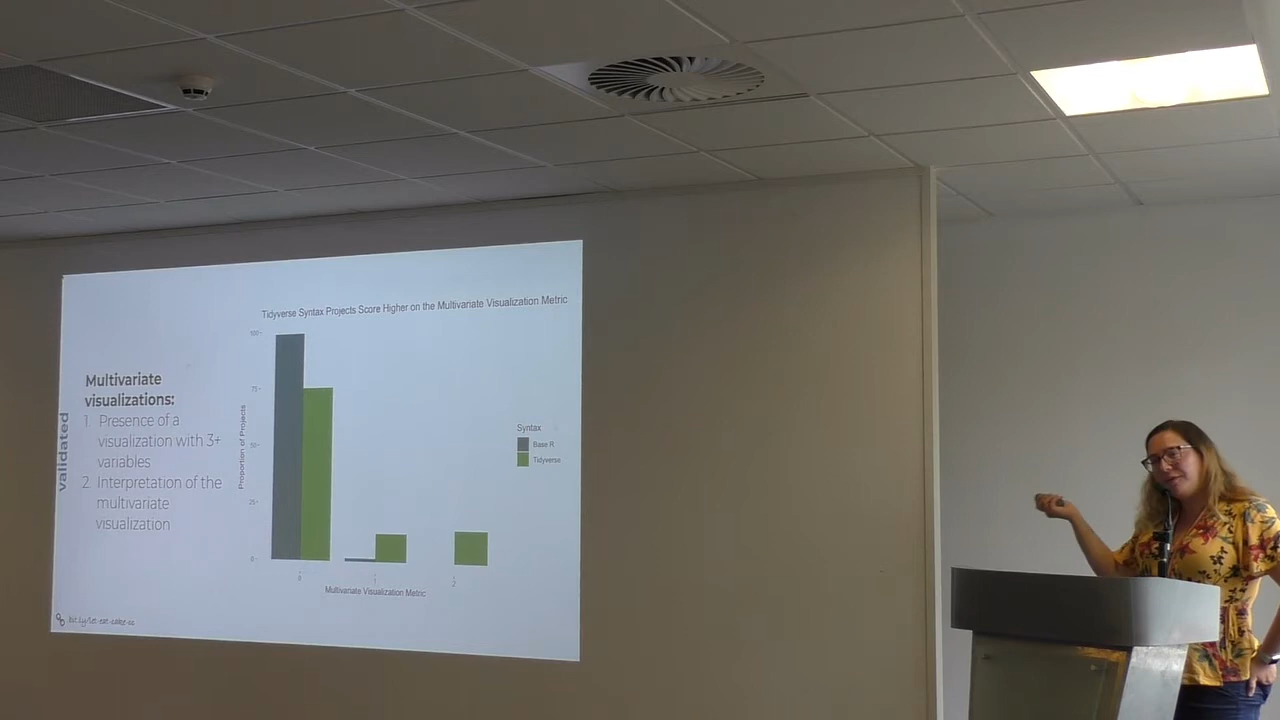 Tidyverse Syntax Projects Score Higher on the Multivariate Visualization Metric
validated
Multivariate
visualizations:
1. Presence of a
visualization with 3+
variables
2. Interpretation of the
multivariate
visualization
Proportion of Projects
100
75
50
25
0
0
1
2
Multivariate Visualization Metric
Syntax
Base R
Tidyverse